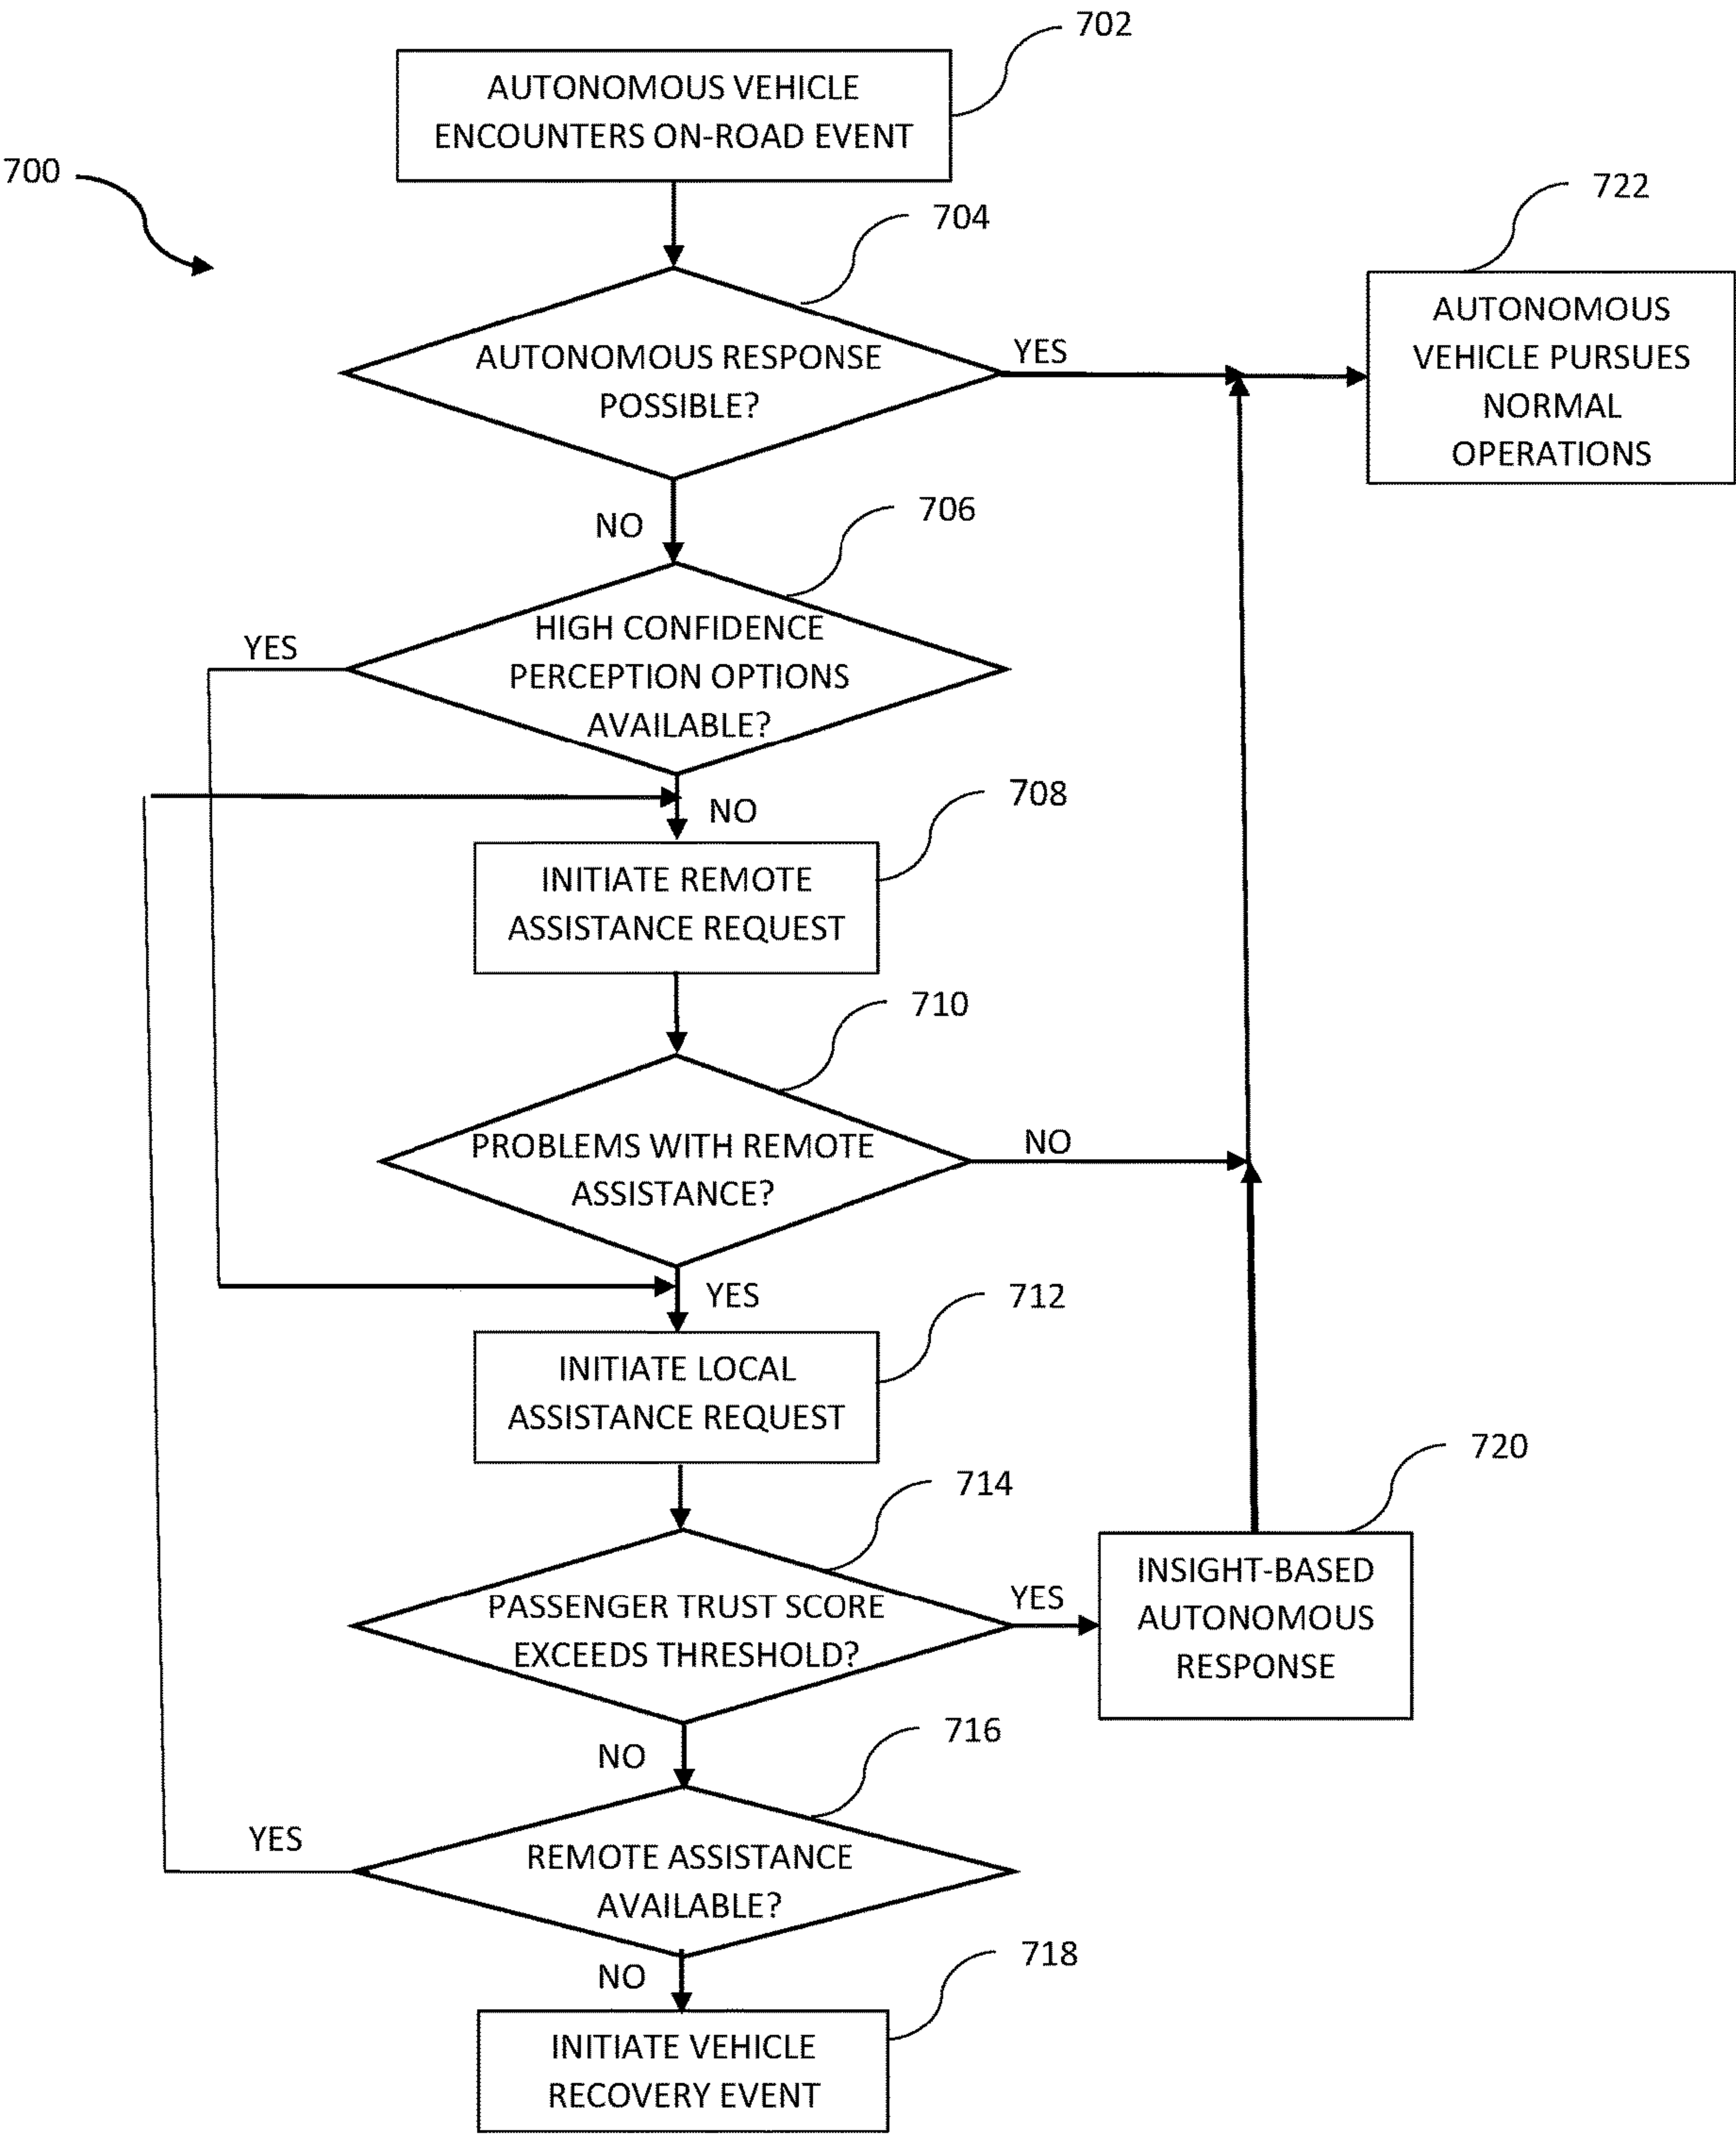 702
AUTONOMOUS VEHICLE
ENCOUNTERS ON-ROAD EVENT
700
722
704
AUTONOMOUS
VEHICLE PURSUES
NORMAL
OPERATIONS
YES
AUTONOMOUS RESPONSE
POSSIBLE?
NO
706
YES
HIGH CONFIDENCE
PERCEPTION OPTIONS
AVAILABLE?
NO
708
INITIATE REMOTE
ASSISTANCE REQUEST
710
PROBLEMS WITH REMOTE
ASSISTANCE?
NO
YES
712
INITIATE LOCAL
ASSISTANCE REQUEST
714
720
PASSENGER TRUST SCORE
EXCEEDS THRESHOLD?
YES
INSIGHT-BASED
AUTONOMOUS
RESPONSE
NO
716
YES
REMOTE ASSISTANCE
AVAILABLE?
NO
718
INITIATE VEHICLE
RECOVERY EVENT